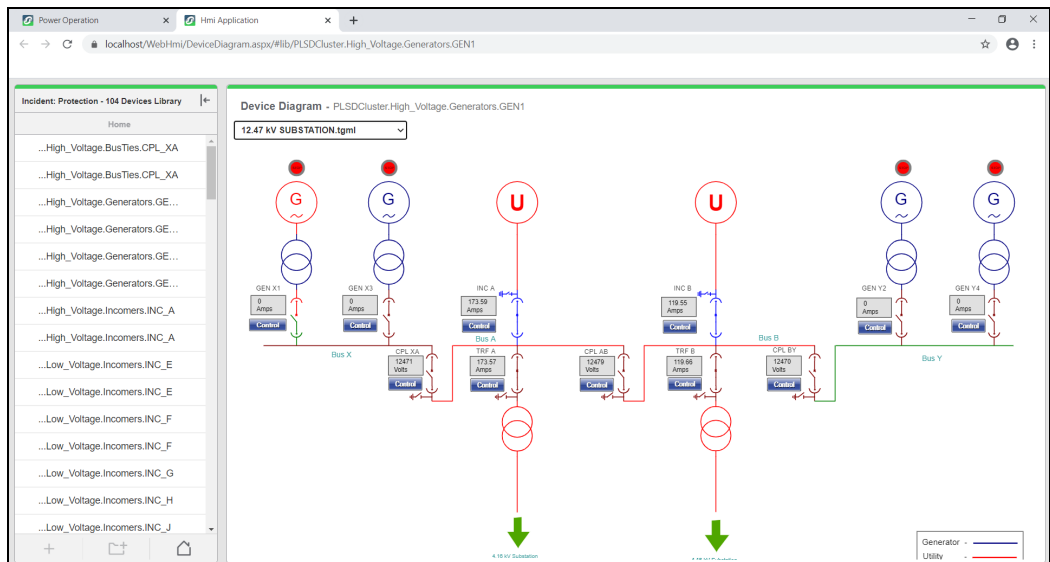 Power Operation
Hmi Application
localhost/WebHmi/DeviceDiagram.aspx/#lib/PLSDCluster.High_Voltage.Generators.GEN1
Incident: Protection - 104 Devices Library
Home
...High_Voltage.BusTies.CPL_XA
...High_Voltage.BusTies.CPL_XA
...High_Voltage.Generators.GE...
...High_Voltage.Generators.GE...
...High_Voltage.Generators.GE...
...High_Voltage.Generators.GE...
...High_Voltage.Incomers.INC_A
...High_Voltage.Incomers.INC_A
...Low_Voltage.Incomers.INC_E
...Low_Voltage.Incomers.INC_E
...Low_Voltage.Incomers.INC_F
...Low_Voltage.Incomers.INC_F
...Low_Voltage.Incomers.INC_G
...Low_Voltage.Incomers.INC_H
...Low_Voltage.Incomers.INC_J
Device Diagram - PLSDCluster.High_Voltage.Generators.GEN1
12.47 kV SUBSTATION.tgml
G
G
U
U
G
G
GEN X1
0
Amps
Control
GEN X3
0
Amps
Control
INC A
173.59
Amps
Control
INC B
119.55
Amps
Control
GEN Y2
0
Amps
Control
GEN Y4
0
Amps
Control
Bus X
Bus A
Bus B
Bus Y
CPL XA
12471
Volts
Control
TRF A
173.57
Amps
Control
CPL AB
12479
Volts
Control
TRF B
119.66
Amps
Control
CPL BY
12470
Volts
Control
4.16 kV Substation
4.16 kV Substation
Generator -
Utility -